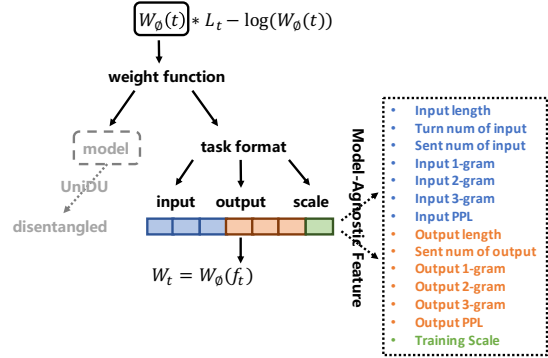 W∅(t) * Lₜ − log(W∅(t))
weight function
model
task format
UniDU
disentangled
input output scale
Wₜ = W∅(fₜ)
Model-Agnostic Feature
• Input length
• Turn num of input
• Sent num of input
• Input 1-gram
• Input 2-gram
• Input 3-gram
• Input PPL
• Output length
• Sent num of output
• Output 1-gram
• Output 2-gram
• Output 3-gram
• Output PPL
• Training Scale